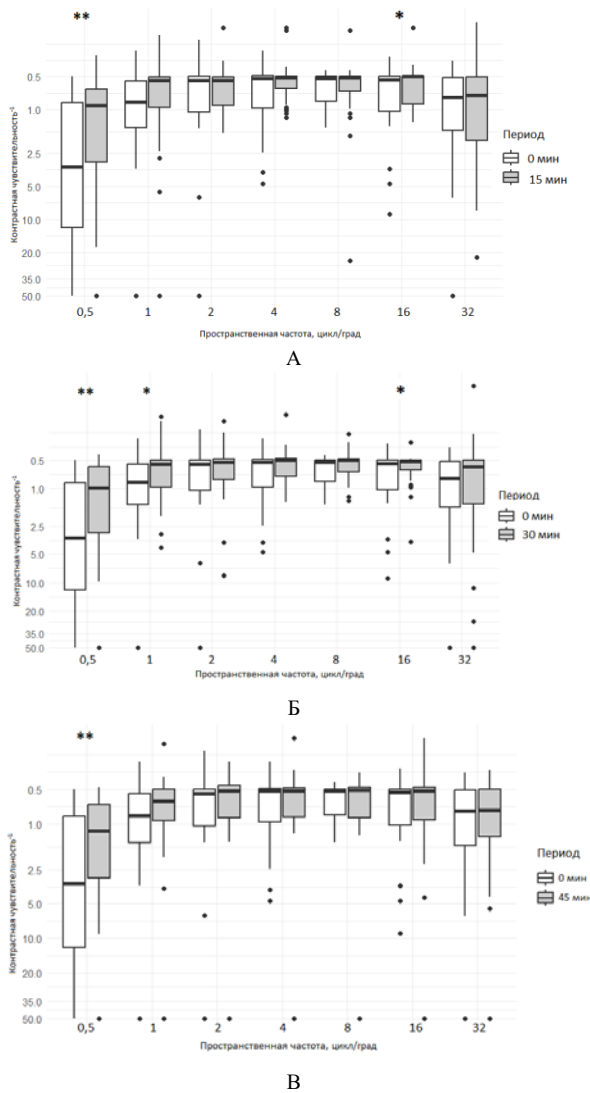 ** *
Контрастная чувствительность-1
0.5
1.0
2.5
5.0
10.0
20.0
35.0
50.0
0,5 1 2 4 8 16 32
Пространственная частота, цикл/град
Период
0 мин
15 мин
А
** * *
Контрастная чувствительность-1
0.5
1.0
2.5
5.0
10.0
20.0
35.0
50.0
0,5 1 2 4 8 16 32
Пространственная частота, цикл/град
Период
0 мин
30 мин
Б
**
Контрастная чувствительность-1
0.5
1.0
2.5
5.0
10.0
20.0
35.0
50.0
0,5 1 2 4 8 16 32
Пространственная частота, цикл/град
Период
0 мин
45 мин
В